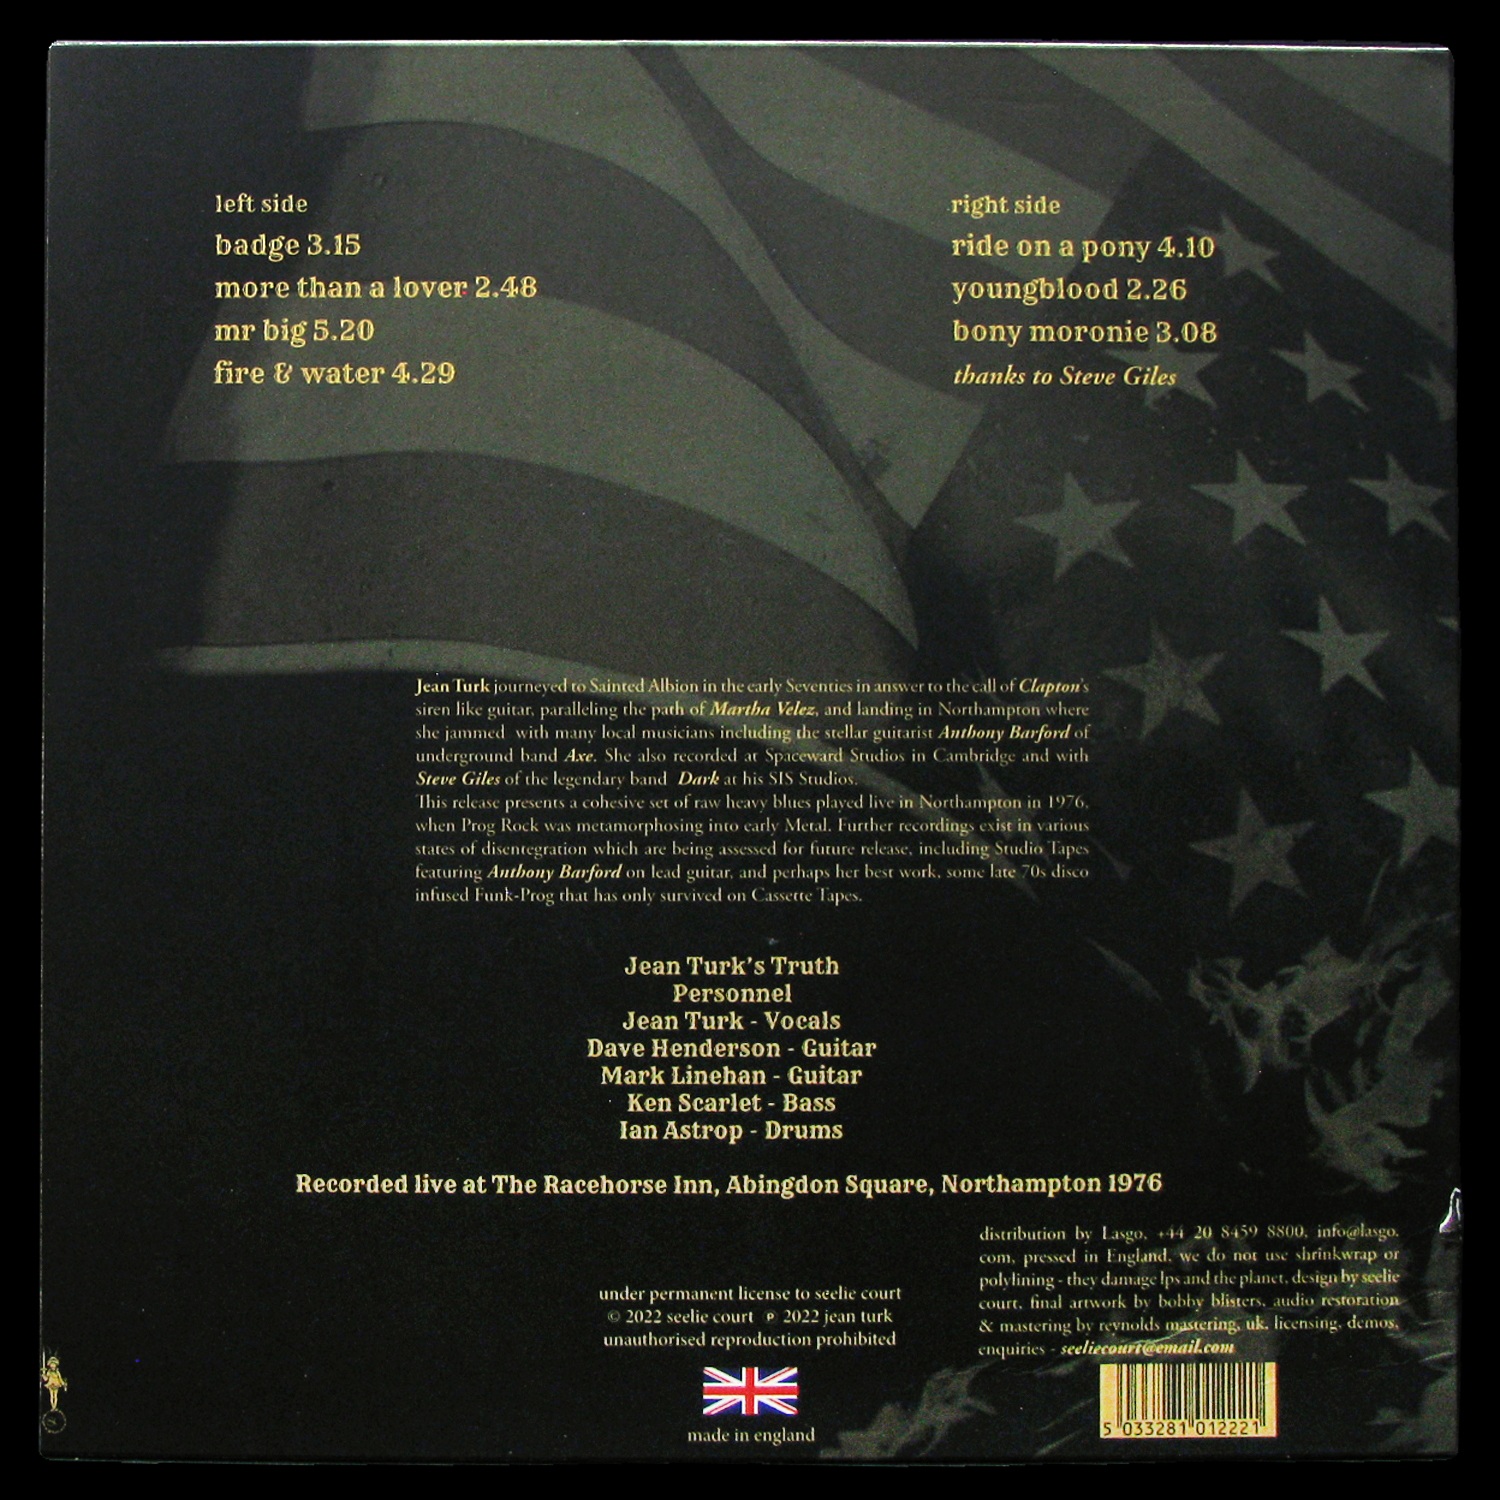 left side
badge 3.15
more than a lover 2.48
mr big 5.20
fire & water 4.29
right side
ride on a pony 4.10
youngblood 2.26
bony moronie 3.08
thanks to Steve Giles
Jean Turk journeyed to Sainted Albion in the early Seventies in answer to the call of Clapton's
siren like guitar, paralleling the path of Martha Velez, and landing in Northampton where
she jammed with many local musicians including the stellar guitarist Anthony Barford of
underground band Axe. She also recorded at Spaceward Studios in Cambridge and with
Steve Giles of the legendary band Dark at his SIS Studios.
This release presents a cohesive set of raw heavy blues played live in Northampton in 1976,
when Prog Rock was metamorphosing into early Metal. Further recordings exist in various
states of disentegration which are being assessed for future release, including Studio Tapes
featuring Anthony Barford on lead guitar, and perhaps her best work, some late 70s disco
infused Funk-Prog that has only survived on Cassette Tapes.
Jean Turk's Truth
Personnel
Jean Turk - Vocals
Dave Henderson - Guitar
Mark Linehan - Guitar
Ken Scarlet - Bass
Ian Astrop - Drums
Recorded live at The Racehorse Inn, Abingdon Square, Northampton 1976
distribution by Lasgo, +44 20 8459 8800, info@lasgo.
com, pressed in England, we do not use shrinkwrap or
polylining - they damage lps and the planet, design by seelie
court, final artwork by bobby blisters, audio restoration
& mastering by reynolds mastering, uk, licensing, demos,
enquiries - seeliecourt@email.com
under permanent license to seelie court
© 2022 seelie court ℗ 2022 jean turk
unauthorised reproduction prohibited
made in england
5 033281 012221